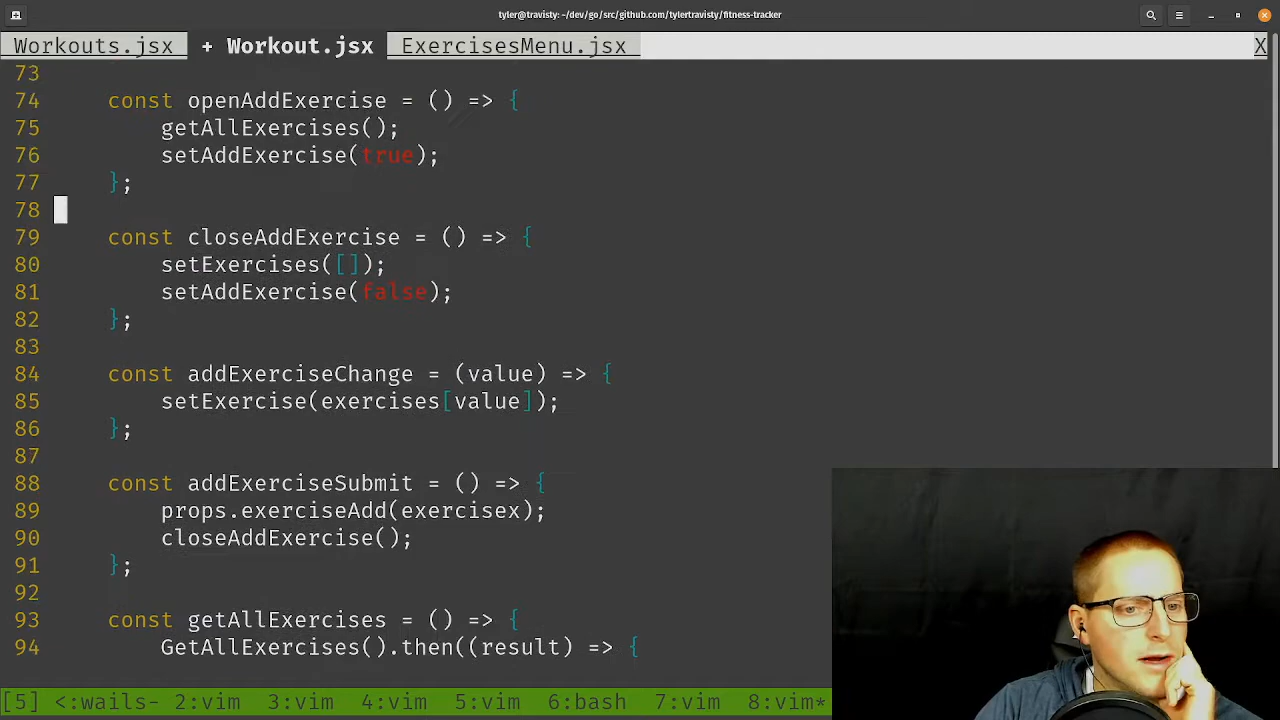 tyler@travisty: ~/dev/go/src/github.com/tylertravisty/fitness-tracker
Workouts.jsx + Workout.jsx ExercisesMenu.jsx X
73
74 const openAddExercise = () => {
75 getAllExercises();
76 setAddExercise(true);
77 };
78
79 const closeAddExercise = () => {
80 setExercises([]);
81 setAddExercise(false);
82 };
83
84 const addExerciseChange = (value) => {
85 setExercise(exercises[value]);
86 };
87
88 const addExerciseSubmit = () => {
89 props.exerciseAdd(exercisex);
90 closeAddExercise();
91 };
92
93 const getAllExercises = () => {
94 GetAllExercises().then((result) => {
[5] <:wails- 2:vim 3:vim 4:vim 5:vim 6:bash 7:vim 8:vim*